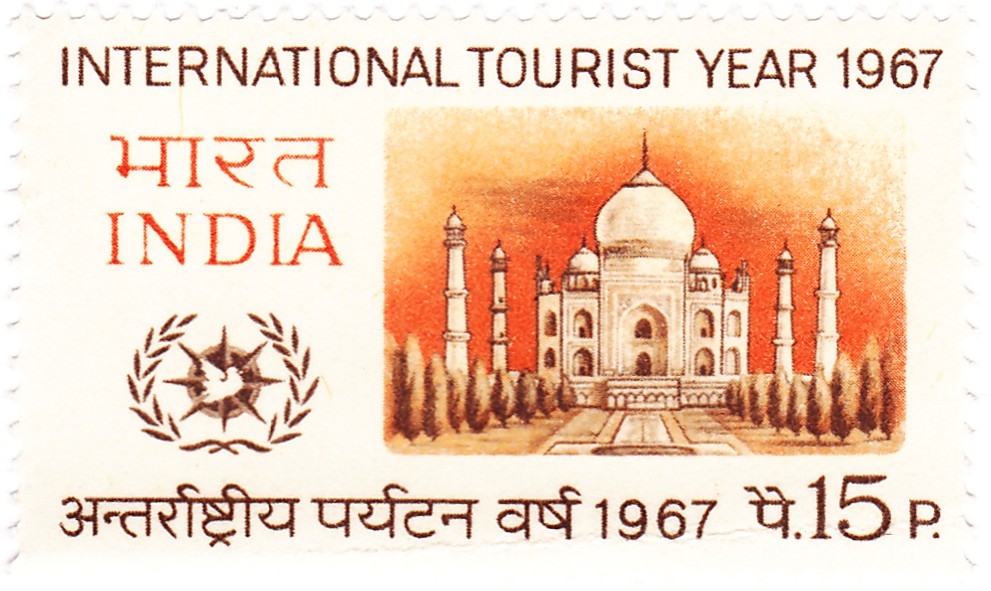 INTERNATIONAL TOURIST YEAR 1967
भारत
INDIA
अन्तर्राष्ट्रीय पर्यटन वर्ष 1967 पै.15 P.